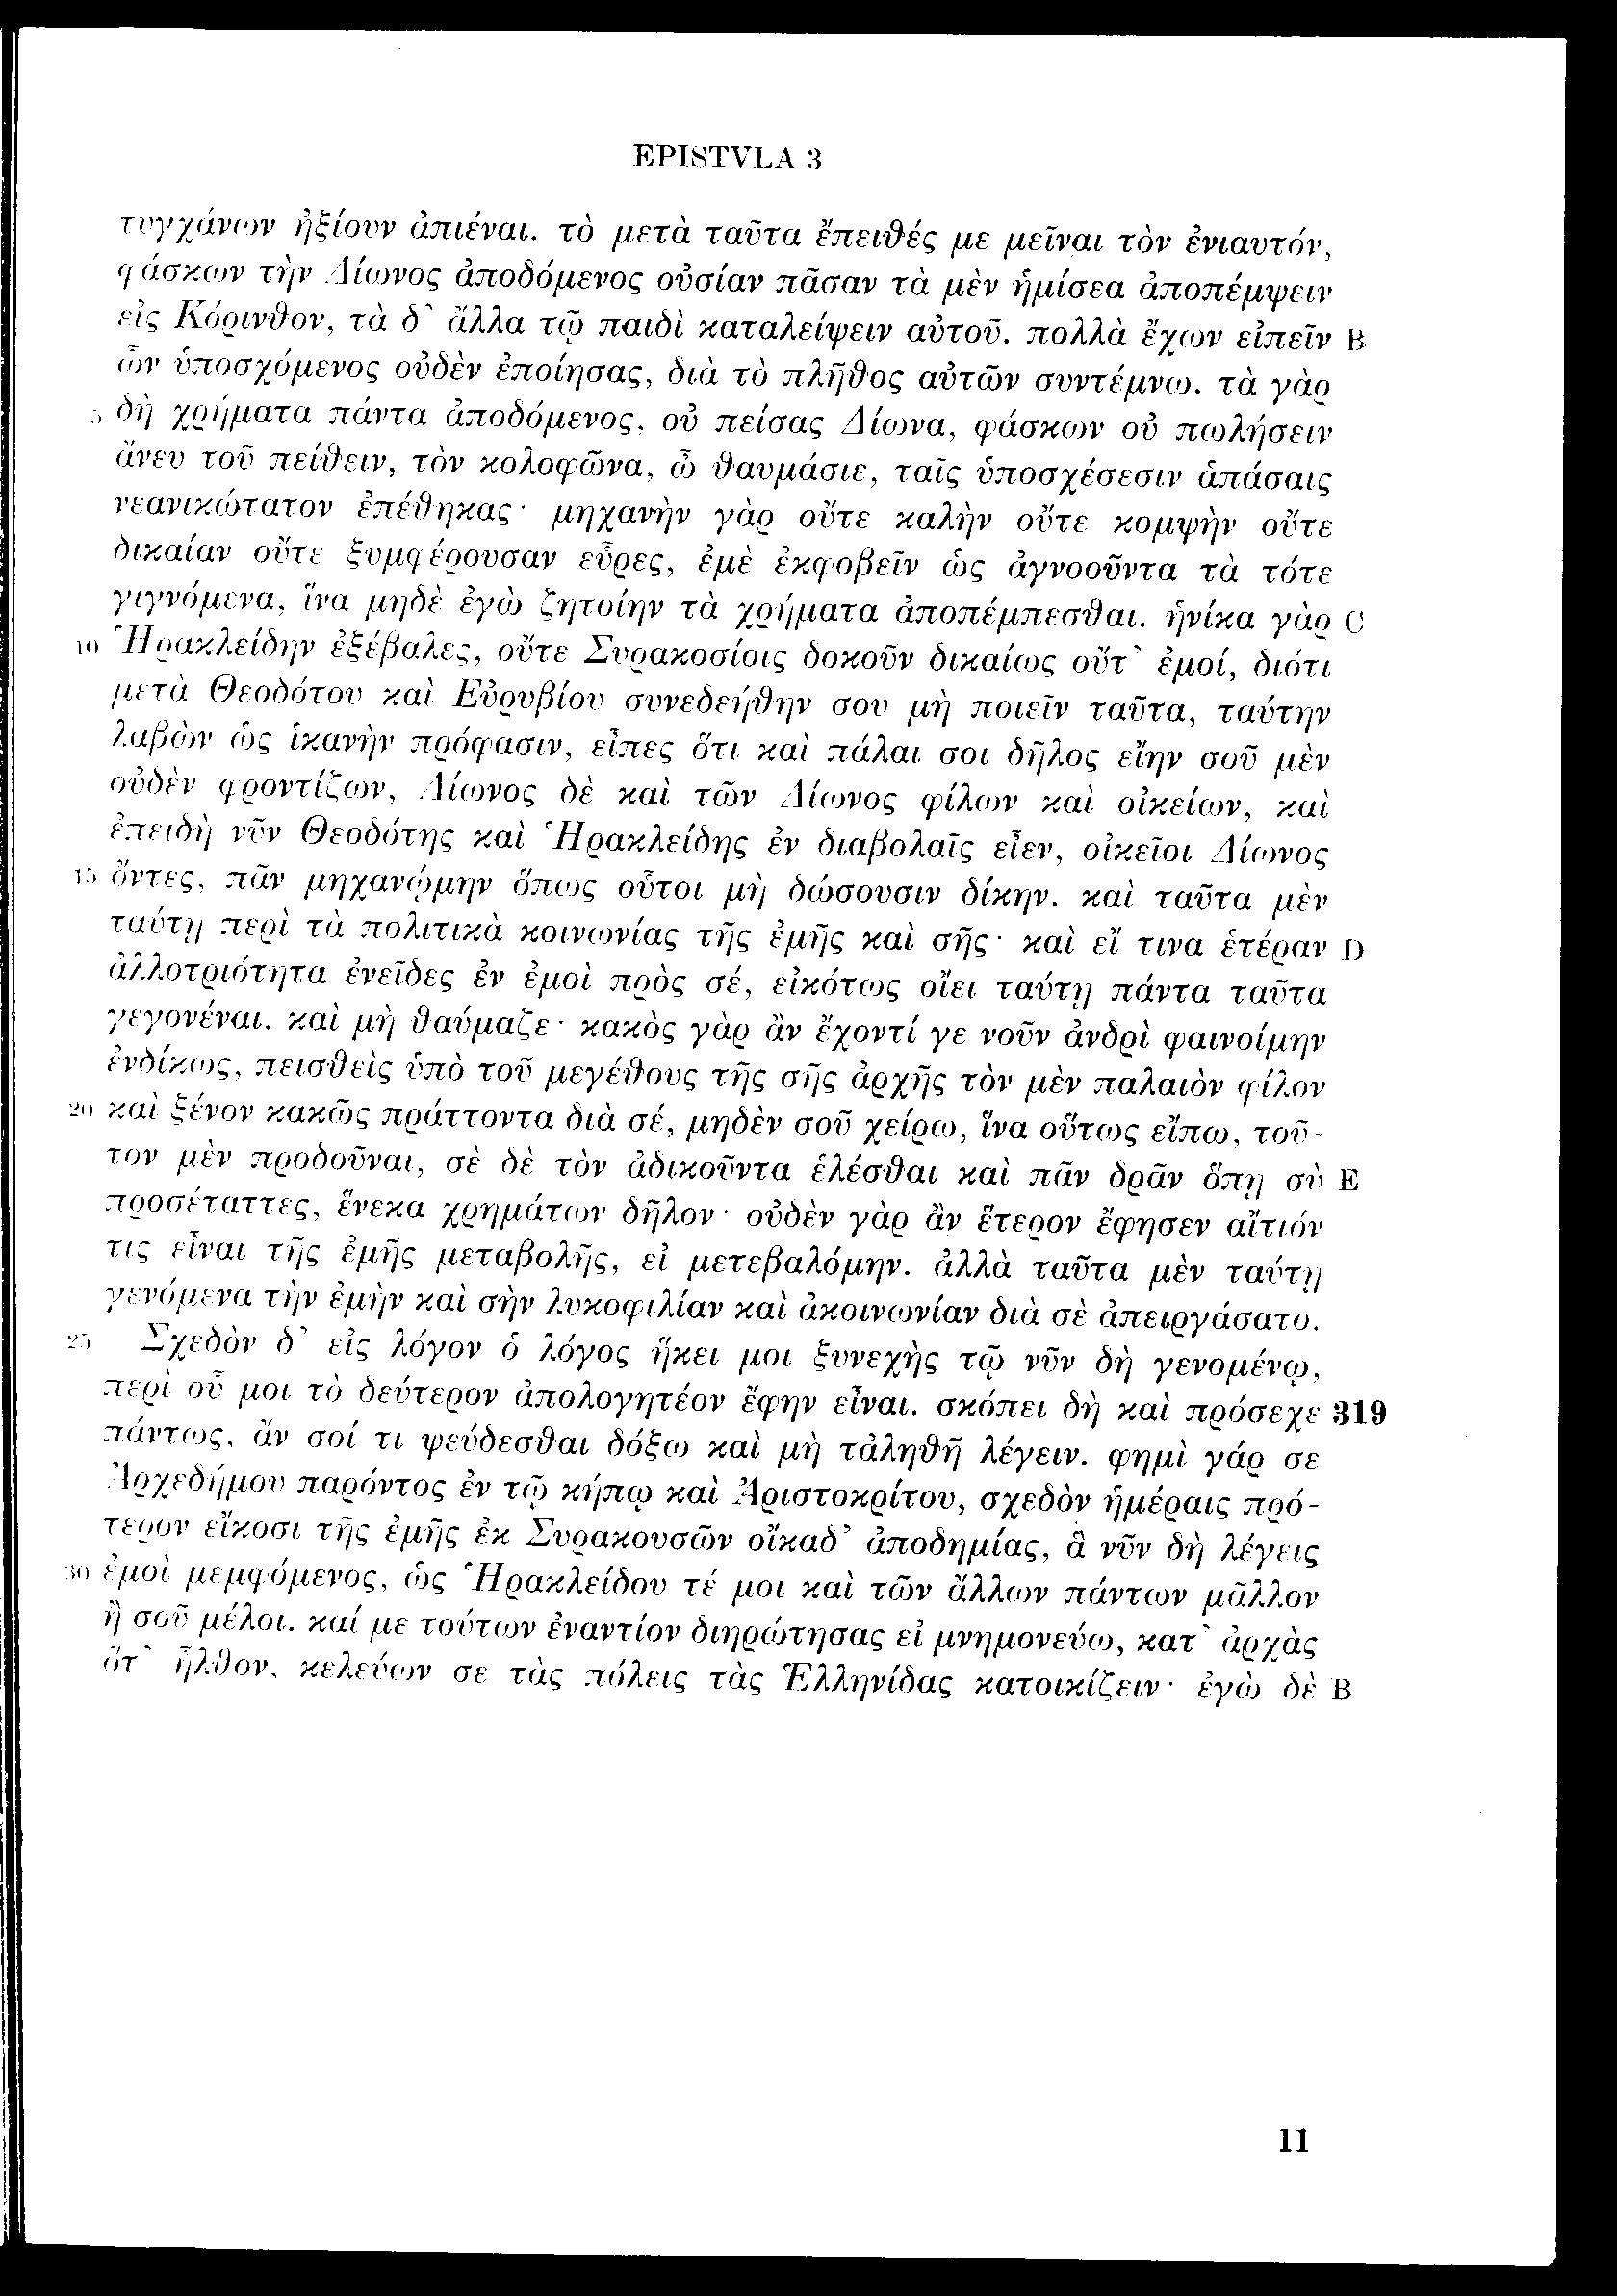 EPISTVLA 3
τυγχάνων ἠξίουν ἀπιέναι. τὸ μετὰ ταῦτα ἔπειθές με μεῖναι τὸν ἐνιαυτόν,
φάσκων τὴν Δίωνος ἀποδόμενος οὐσίαν πᾶσαν τὰ μὲν ἡμίσεα ἀποπέμψειν
εἰς Κόρινθον, τὰ δ᾽ ἄλλα τῷ παιδὶ καταλείψειν αὐτοῦ. πολλὰ ἔχων εἰπεῖν B
ὧν ὑποσχόμενος οὐδὲν ἐποίησας, διὰ τὸ πλῆθος αὐτῶν συντέμνω. τὰ γὰρ
5 δὴ χρήματα πάντα ἀποδόμενος, οὐ πείσας Δίωνα, φάσκων οὐ πωλήσειν
ἄνευ τοῦ πείθειν, τὸν κολοφῶνα, ὦ θαυμάσιε, ταῖς ὑποσχέσεσιν ἁπάσαις
νεανικώτατον ἐπέθηκας· μηχανὴν γὰρ οὔτε καλὴν οὔτε κομψὴν οὔτε
δικαίαν οὔτε ξυμφέρουσαν εὗρες, ἐμὲ ἐκφοβεῖν ὡς ἀγνοοῦντα τὰ τότε
γιγνόμενα, ἵνα μηδὲ ἐγὼ ζητοίην τὰ χρήματα ἀποπέμπεσθαι. ἡνίκα γὰρ C
10 Ἡρακλείδην ἐξέβαλες, οὔτε Συρακοσίοις δοκοῦν δικαίως οὔτ᾽ ἐμοί, διότι
μετὰ Θεοδότου καὶ Εὐρυβίου συνεδεήθην σου μὴ ποιεῖν ταῦτα, ταύτην
λαβὼν ὡς ἱκανὴν πρόφασιν, εἶπες ὅτι καὶ πάλαι σοι δῆλος εἴην σοῦ μὲν
οὐδὲν φροντίζων, Δίωνος δὲ καὶ τῶν Δίωνος φίλων καὶ οἰκείων, καὶ
ἐπειδὴ νῦν Θεοδότης καὶ Ἡρακλείδης ἐν διαβολαῖς εἶεν, οἰκεῖοι Δίωνος
15 ὄντες, πᾶν μηχανῴμην ὅπως οὗτοι μὴ δώσουσιν δίκην. καὶ ταῦτα μὲν
ταύτῃ περὶ τὰ πολιτικὰ κοινωνίας τῆς ἐμῆς καὶ σῆς· καὶ εἴ τινα ἑτέραν D
ἀλλοτριότητα ἐνεῖδες ἐν ἐμοὶ πρὸς σέ, εἰκότως οἴει ταύτῃ πάντα ταῦτα
γεγονέναι. καὶ μὴ θαύμαζε· κακὸς γὰρ ἂν ἔχοντί γε νοῦν ἀνδρὶ φαινοίμην
ἐνδίκως, πεισθεὶς ὑπὸ τοῦ μεγέθους τῆς σῆς ἀρχῆς τὸν μὲν παλαιὸν φίλον
20 καὶ ξένον κακῶς πράττοντα διὰ σέ, μηδὲν σοῦ χείρω, ἵνα οὕτως εἴπω, τοῦ-
τον μὲν προδοῦναι, σὲ δὲ τὸν ἀδικοῦντα ἑλέσθαι καὶ πᾶν δρᾶν ὅπῃ σὺ E
προσέταττες, ἕνεκα χρημάτων δῆλον· οὐδὲν γὰρ ἂν ἕτερον ἔφησεν αἴτιόν
τις εἶναι τῆς ἐμῆς μεταβολῆς, εἰ μετεβαλόμην. ἀλλὰ ταῦτα μὲν ταύτῃ
γενόμενα τὴν ἐμὴν καὶ σὴν λυκοφιλίαν καὶ ἀκοινωνίαν διὰ σὲ ἀπειργάσατο.
25 Σχεδὸν δ᾽ εἰς λόγον ὁ λόγος ἥκει μοι ξυνεχὴς τῷ νῦν δὴ γενομένῳ,
περὶ οὗ μοι τὸ δεύτερον ἀπολογητέον ἔφην εἶναι. σκόπει δὴ καὶ πρόσεχε 319
πάντως, ἄν σοί τι ψεύδεσθαι δόξω καὶ μὴ τἀληθῆ λέγειν. φημὶ γάρ σε
Ἀρχεδήμου παρόντος ἐν τῷ κήπῳ καὶ Ἀριστοκρίτου, σχεδὸν ἡμέραις πρό-
τερον εἴκοσι τῆς ἐμῆς ἐκ Συρακουσῶν οἴκαδ᾽ ἀποδημίας, ἃ νῦν δὴ λέγεις
30 ἐμοὶ μεμφόμενος, ὡς Ἡρακλείδου τέ μοι καὶ τῶν ἄλλων πάντων μᾶλλον
ἢ σοῦ μέλοι. καί με τούτων ἐναντίον διηρώτησας εἰ μνημονεύω, κατ᾽ ἀρχὰς
ὅτ᾽ ἦλθον, κελεύων σε τὰς πόλεις τὰς Ἑλληνίδας κατοικίζειν· ἐγὼ δὲ B
11